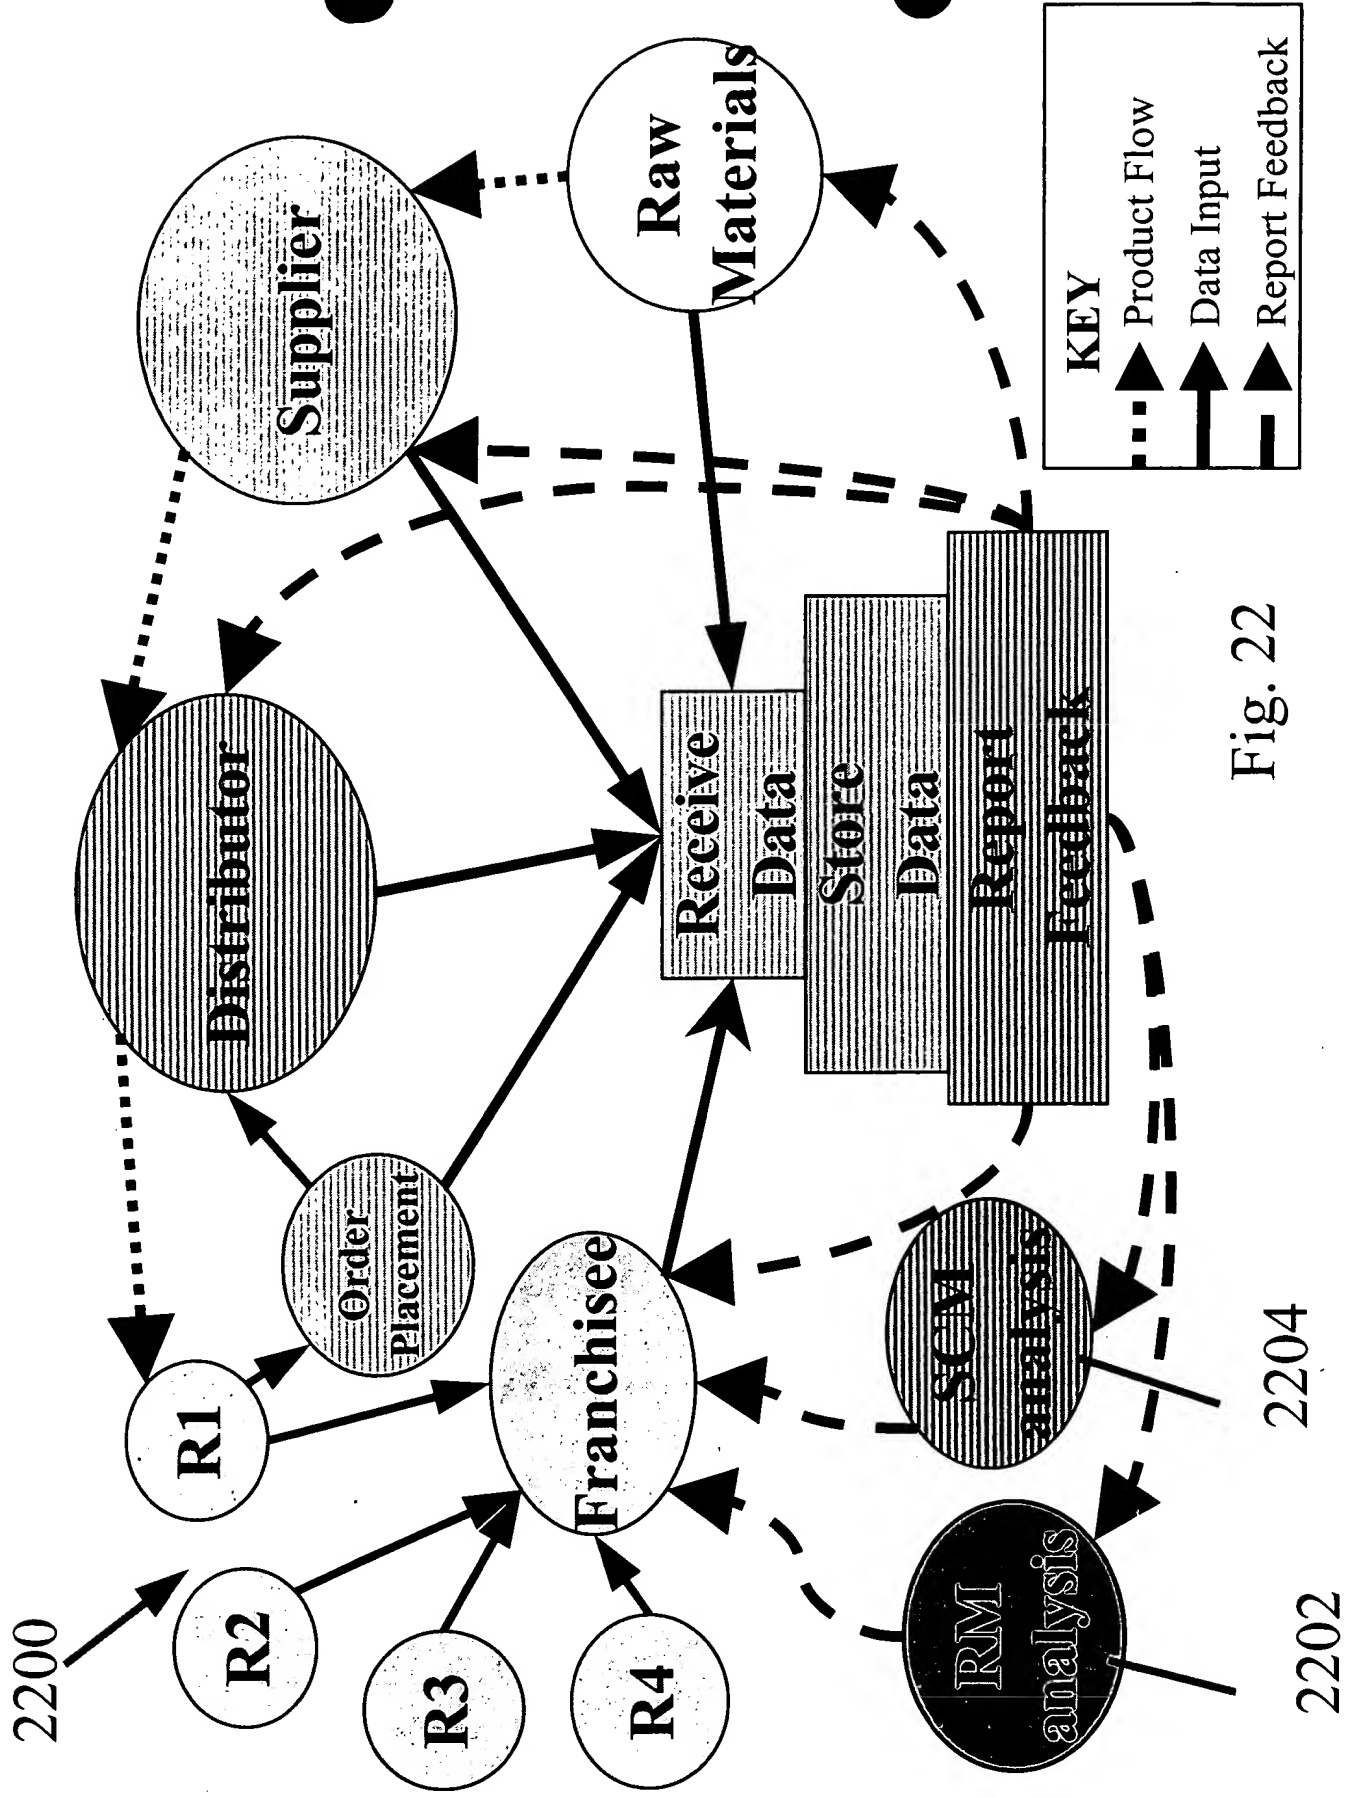 2200
R1
R2
R3
R4
Order
Placement
Franchisee
Distributor
Supplier
Raw
Materials
Receive
Data
Store
Data
Report
Feedback
RM
analysis
SCM
analysis
2202
2204
Fig. 22
KEY
Product Flow
Data Input
Report Feedback